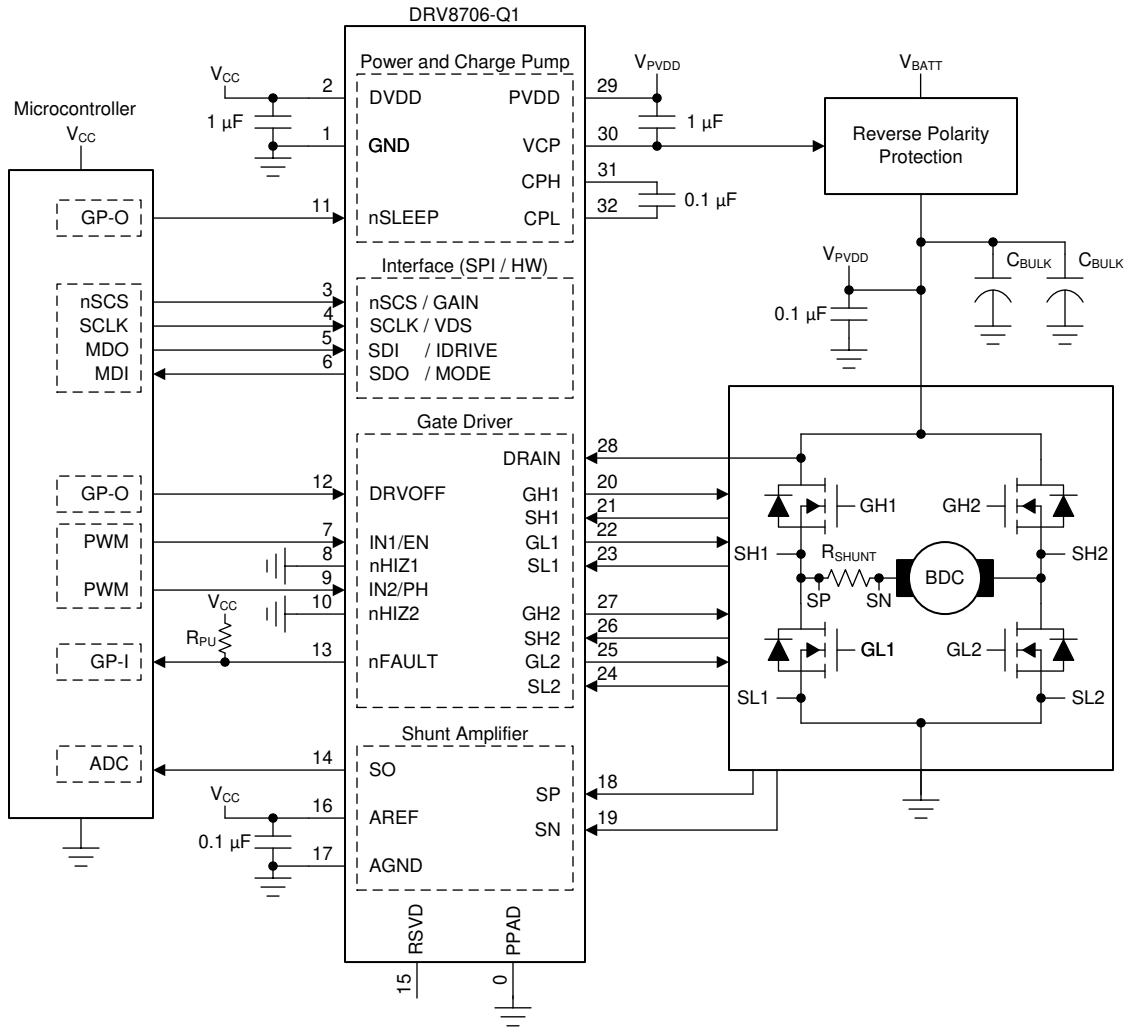 DRV8706-Q1
Microcontroller
VCC
GP-O
nSCS
SCLK
MDO
MDI
GP-O
PWM
PWM
GP-I
ADC
VCC
1 µF
2
1
11
3
4
5
6
12
7
8
9
10
VCC
RPU
13
14
VCC
16
0.1 µF
17
Power and Charge Pump
DVDD
PVDD
GND
VCP
CPH
nSLEEP
CPL
Interface (SPI / HW)
nSCS / GAIN
SCLK / VDS
SDI / IDRIVE
SDO / MODE
Gate Driver
DRAIN
DRVOFF
GH1
SH1
IN1/EN
GL1
nHIZ1
SL1
IN2/PH
nHIZ2
GH2
SH2
nFAULT
GL2
SL2
Shunt Amplifier
SO
SP
AREF
SN
AGND
RSVD
PPAD
15
0
VPVDD
29
1 µF
30
31
0.1 µF
32
28
20
21
22
23
27
26
25
24
18
19
VBATT
Reverse Polarity
Protection
VPVDD
0.1 µF
CBULK
CBULK
GH1
GH2
SH1
RSHUNT
SH2
SP
SN
BDC
GL1
GL2
SL1
SL2